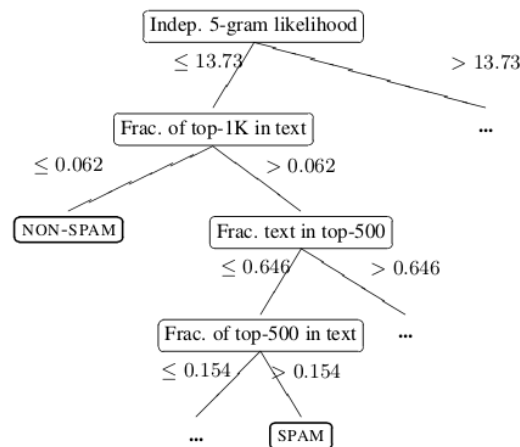 Indep. 5-gram likelihood
≤ 13.73 > 13.73
Frac. of top-1K in text ...
≤ 0.062 > 0.062
NON-SPAM Frac. text in top-500
≤ 0.646 > 0.646
Frac. of top-500 in text ...
≤ 0.154 > 0.154
... SPAM